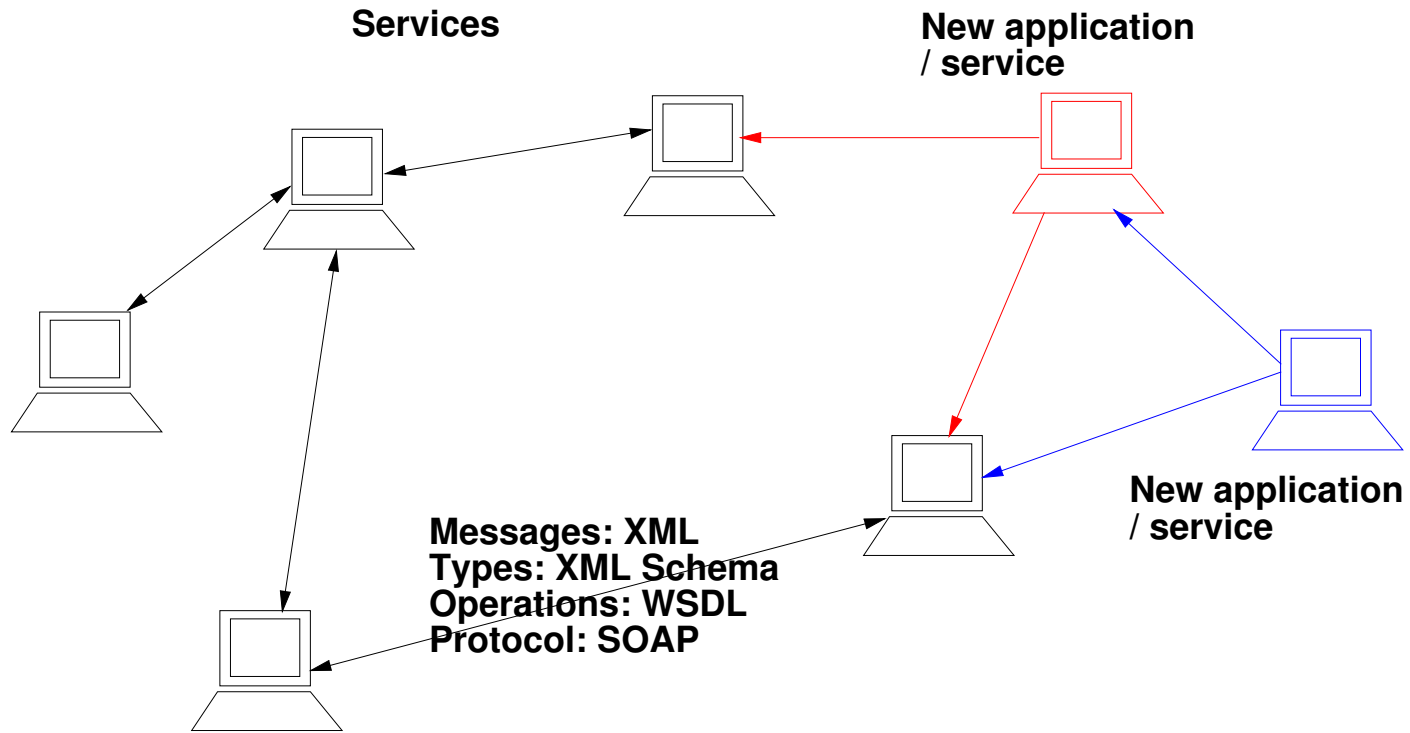 Services
New application
/ service
Messages: XML
Types: XML Schema
Operations: WSDL
Protocol: SOAP
New application
/ service